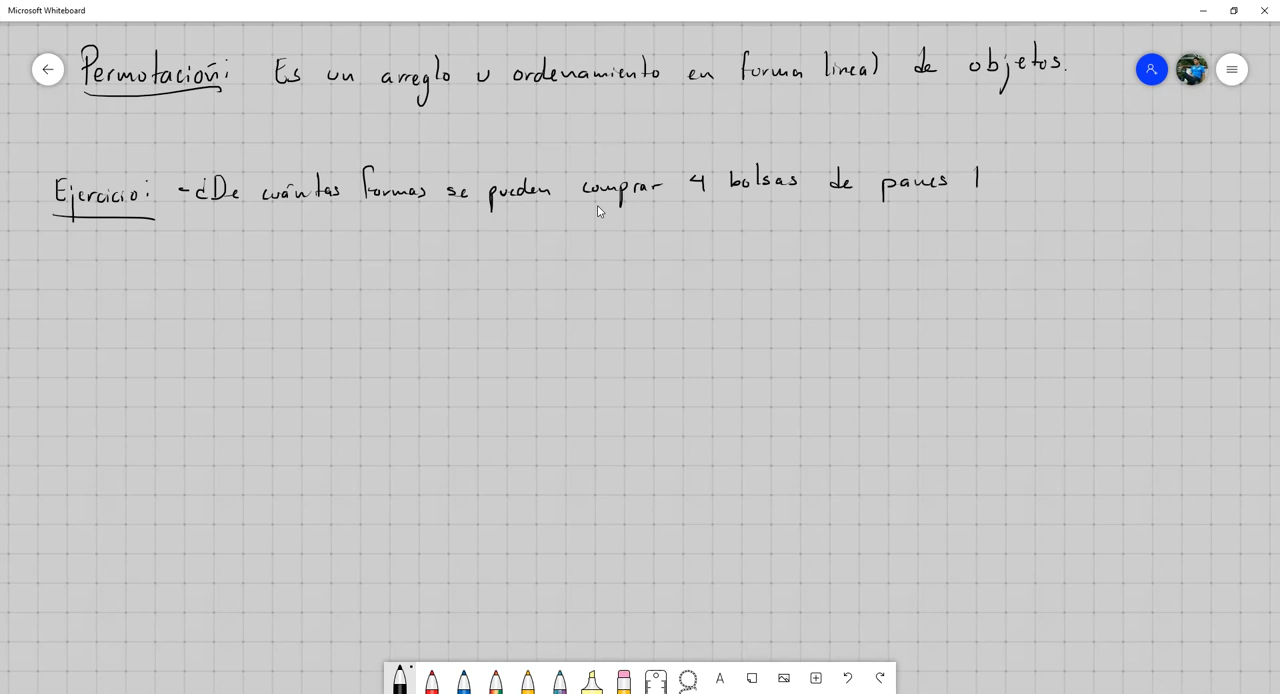 Microsoft Whiteboard
Permutación: Es un arreglo u ordenamiento en forma lineal de objetos.
Ejercicio: - ¿De cuántas formas se pueden comprar 4 bolsas de panes